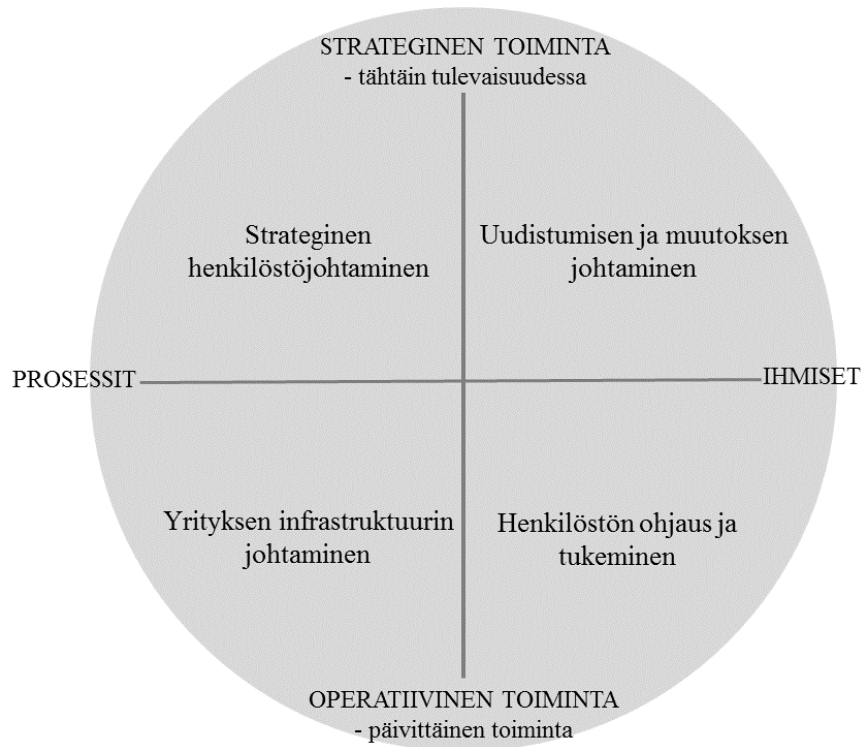 STRATEGINEN TOIMINTA
- tähtäin tulevaisuudessa
Strateginen
henkilöstöjohtaminen
Uudistumisen ja muutoksen
johtaminen
PROSESSIT
IHMISET
Yrityksen infrastruktuurin
johtaminen
Henkilöstön ohjaus ja
tukeminen
OPERATIIVINEN TOIMINTA
- päivittäinen toiminta